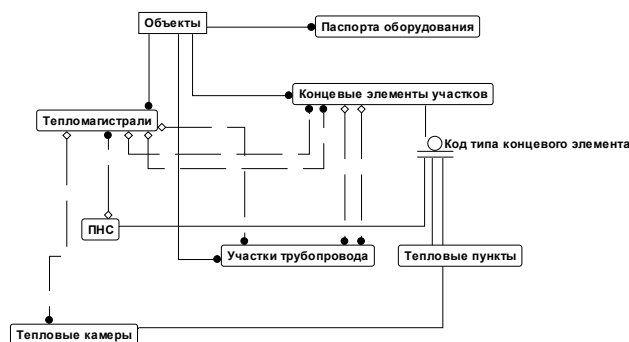 Объекты
Паспорта оборудования
Концевые элементы участков
Тепломагистрали
Код типа концевого элемента
ПНС
Участки трубопровода
Тепловые пункты
Тепловые камеры